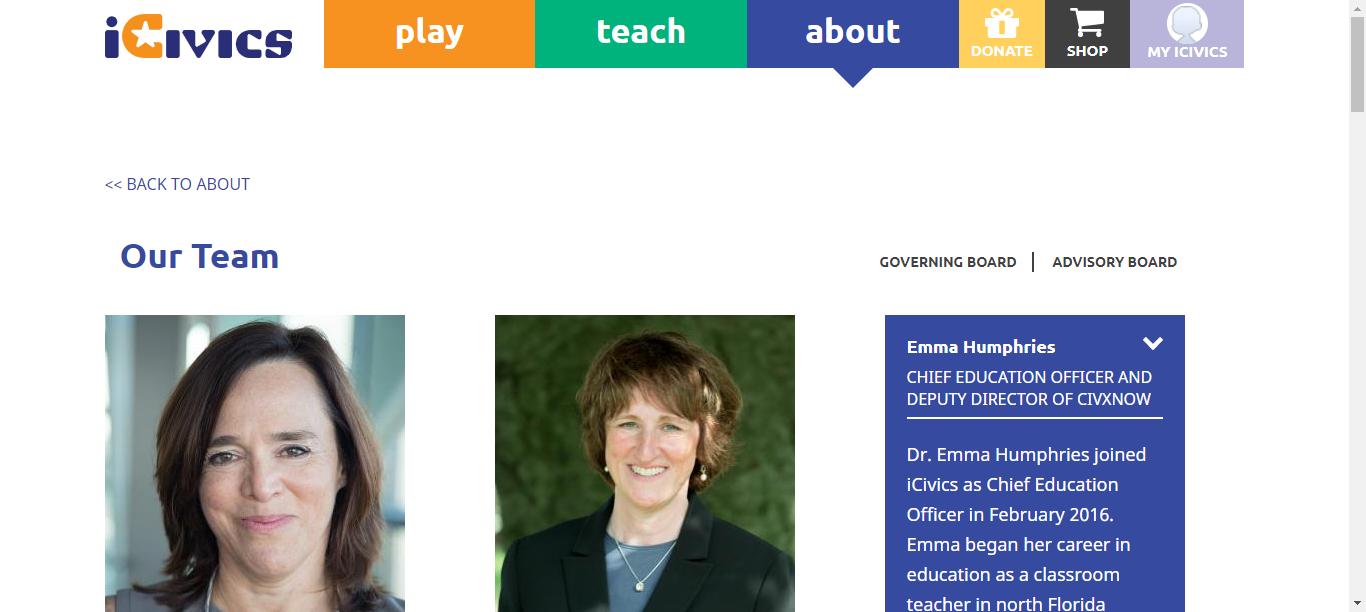 iCivics
play
teach
about
DONATE
SHOP
MY ICIVICS
<< BACK TO ABOUT
Our Team
GOVERNING BOARD
ADVISORY BOARD
Emma Humphries
CHIEF EDUCATION OFFICER AND
DEPUTY DIRECTOR OF CIVXNOW
Dr. Emma Humphries joined
iCivics as Chief Education
Officer in February 2016.
Emma began her career in
education as a classroom
teacher in north Florida